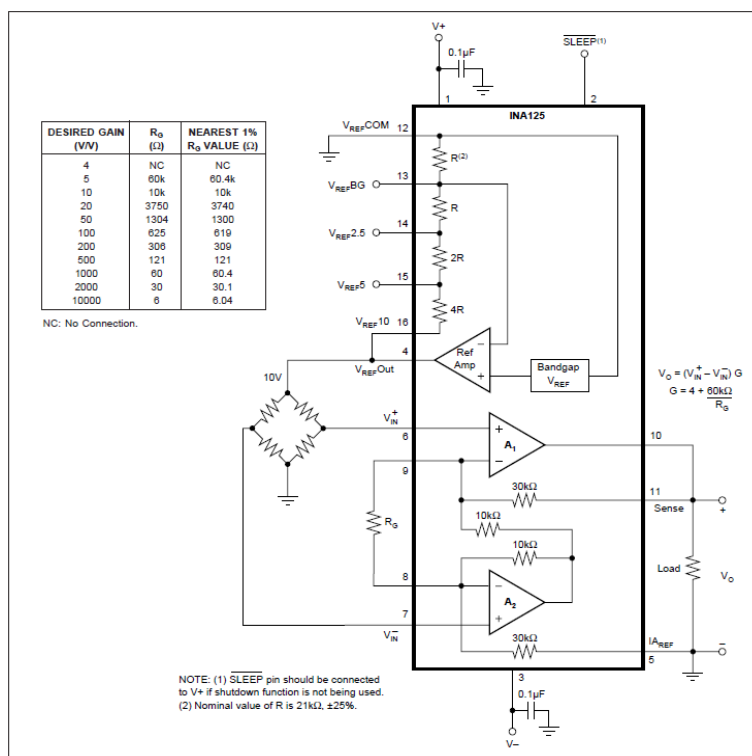 V+
SLEEP(1)
0.1µF
1
2
INA125
VREFCOM
12
R(2)
DESIRED GAIN (V/V) RG (Ω) NEAREST 1% RG VALUE (Ω)
4 NC NC
5 60k 60.4k
10 10k 10k
20 3750 3740
50 1304 1300
100 625 619
200 306 309
500 121 121
1000 60 60.4
2000 30 30.1
10000 6 6.04
NC: No Connection.
13
VREFBG
R
14
VREF2.5
2R
15
VREF5
4R
VREF10
16
4
VREFOut
Ref Amp
−
+
Bandgap VREF
10V
VO = (VIN+ – VIN−) G
G = 4 + 60kΩ
RG
VIN+
6
+
−
A1
10
9
30kΩ
11
Sense
+
10kΩ
RG
10kΩ
Load
VO
8
−
A2
+
7
VIN−
30kΩ
IAREF
5
−
3
0.1µF
V−
NOTE: (1) SLEEP pin should be connected
to V+ if shutdown function is not being used.
(2) Nominal value of R is 21kΩ, ±25%.